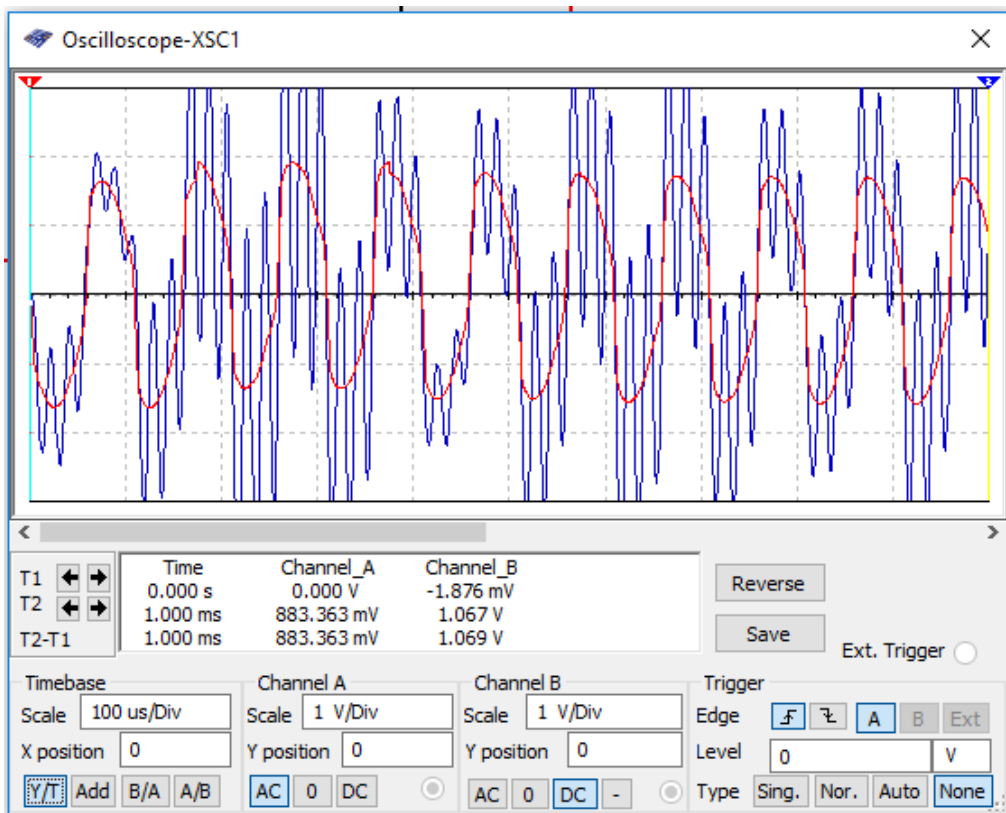 Oscilloscope-XSC1
1 2
Time Channel_A Channel_B
T1 0.000 s 0.000 V -1.876 mV
T2 1.000 ms 883.363 mV 1.067 V
T2-T1 1.000 ms 883.363 mV 1.069 V
Reverse
Save
Ext. Trigger
Timebase Channel A Channel B Trigger
Scale 100 us/Div Scale 1 V/Div Scale 1 V/Div Edge A B Ext
X position 0 Y position 0 Y position 0 Level 0 V
Y/T Add B/A A/B AC 0 DC AC 0 DC - Type Sing. Nor. Auto None